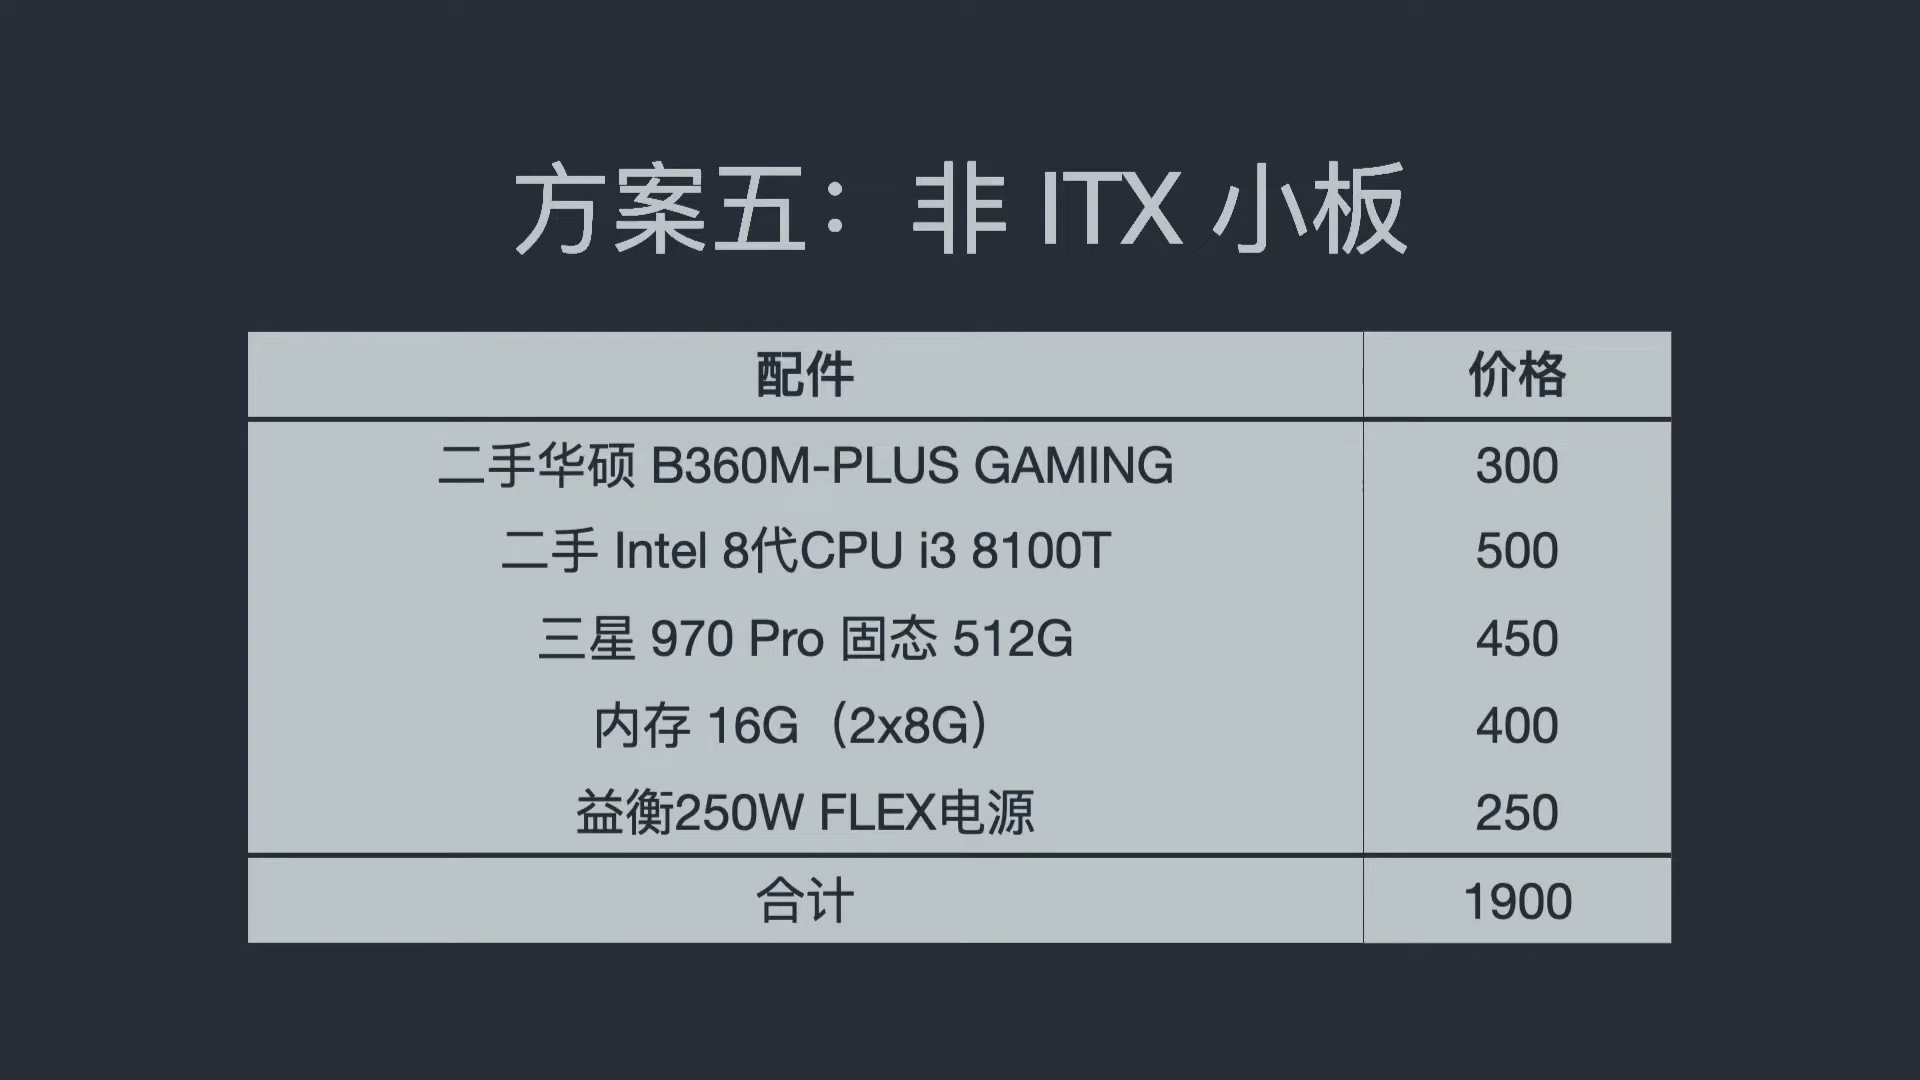 方案五：非 ITX 小板
配件 价格
二手华硕 B360M-PLUS GAMING 300
二手 Intel 8代CPU i3 8100T 500
三星 970 Pro 固态 512G 450
内存 16G（2x8G） 400
益衡250W FLEX电源 250
合计 1900